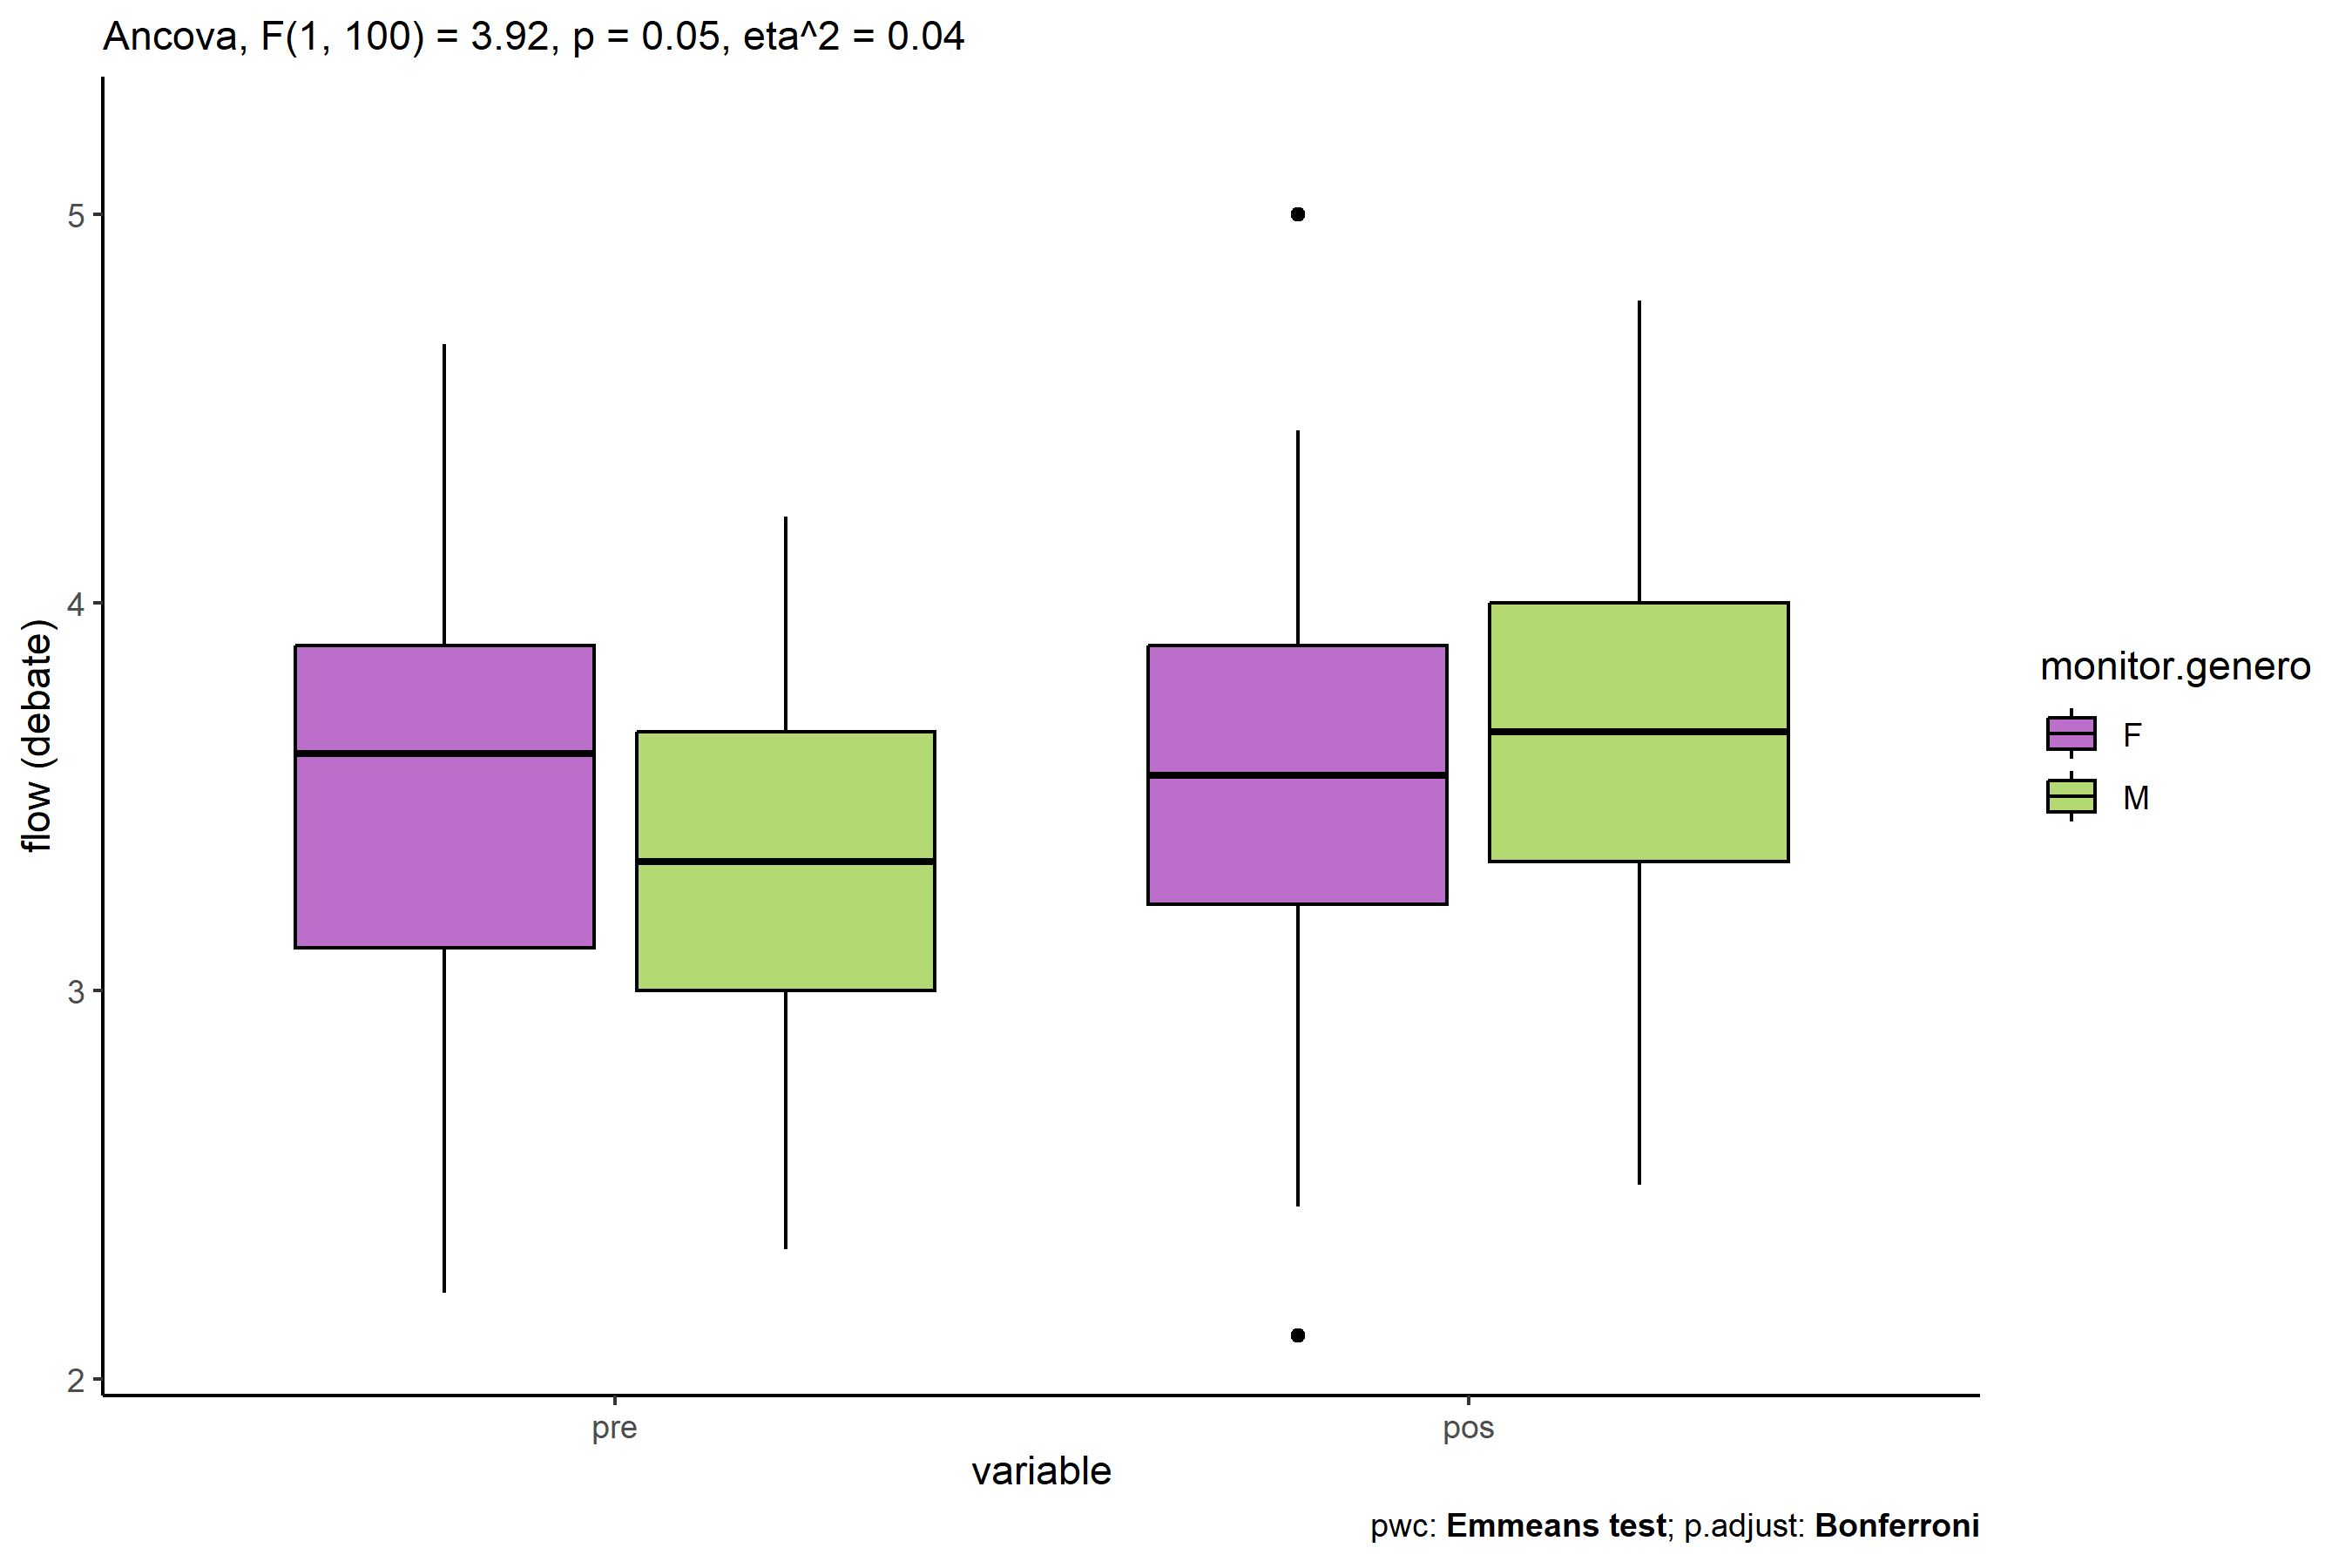 Ancova, F(1, 100) = 3.92, p = 0.05, eta^2 = 0.04
5
4
3
2
flow (debate)
pre
pos
variable
monitor.genero
F
M
pwc: Emmeans test; p.adjust: Bonferroni